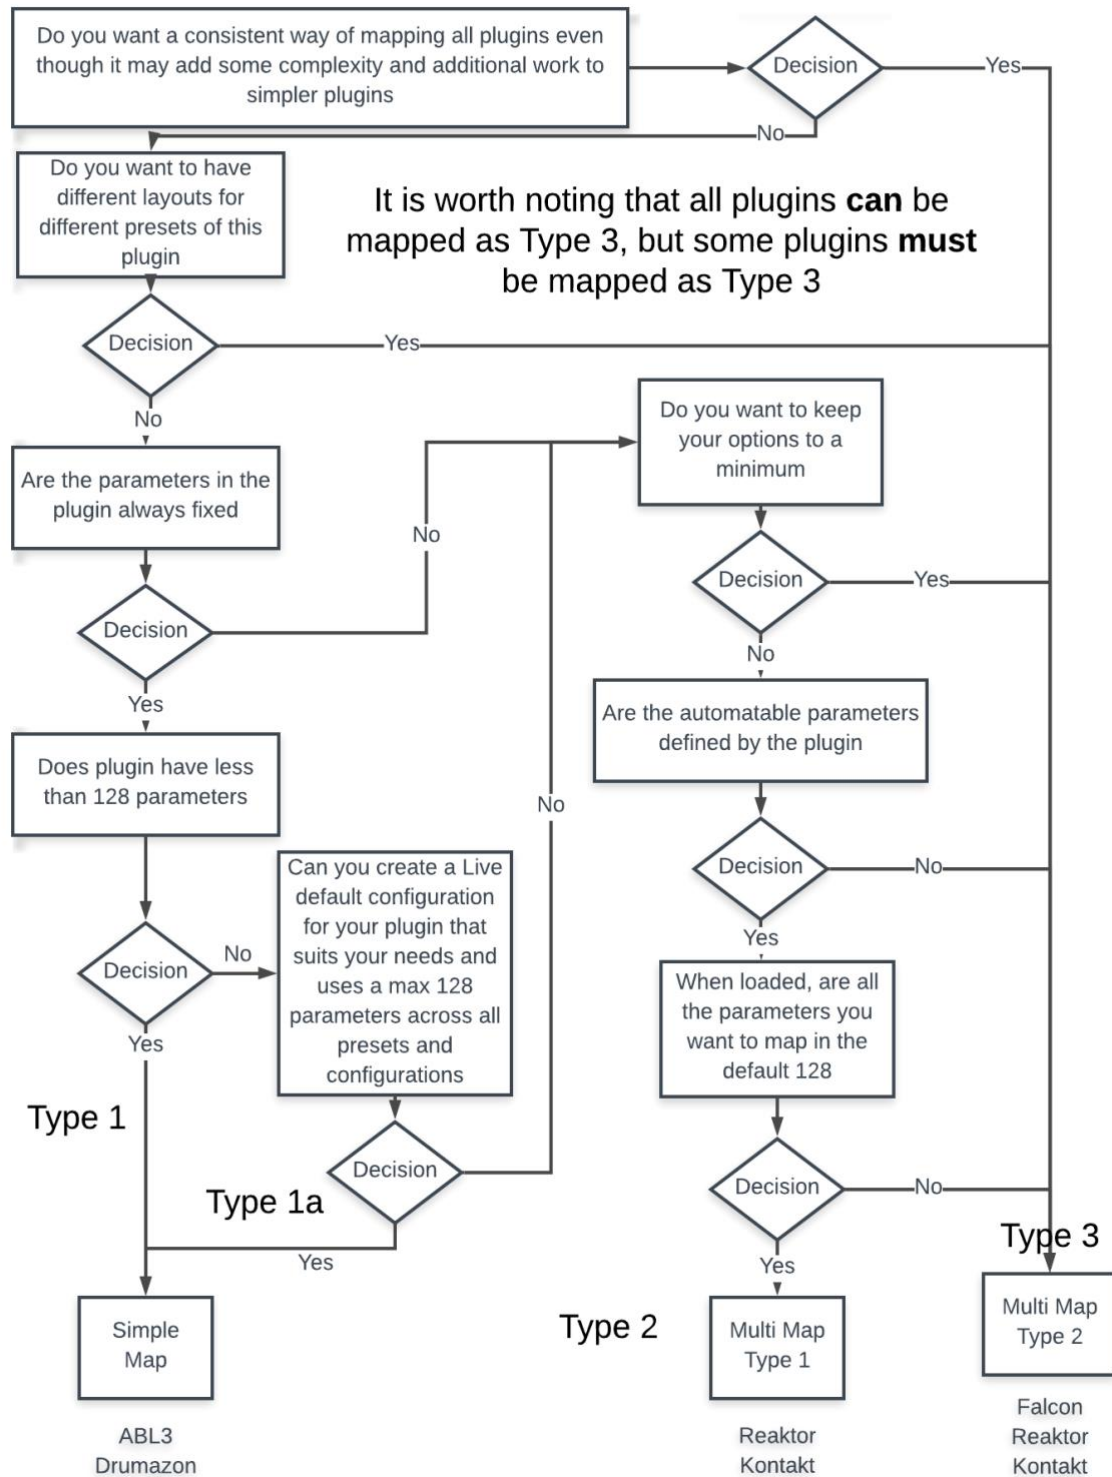 Do you want a consistent way of mapping all plugins even
though it may add some complexity and additional work to
simpler plugins
Decision
Yes
No
Do you want to have
different layouts for
different presets of this
plugin
It is worth noting that all plugins can be
mapped as Type 3, but some plugins must
be mapped as Type 3
Decision
Yes
No
Are the parameters in the
plugin always fixed
Decision
No
Yes
Does plugin have less
than 128 parameters
Decision
No
Yes
Can you create a Live
default configuration
for your plugin that
suits your needs and
uses a max 128
parameters across all
presets and
configurations
Decision
No
Yes
Type 1
Type 1a
Simple
Map
ABL3
Drumazon
Do you want to keep
your options to a
minimum
Decision
Yes
No
Are the automatable parameters
defined by the plugin
Decision
No
Yes
When loaded, are all
the parameters you
want to map in the
default 128
Decision
No
Yes
Type 2
Multi Map
Type 1
Reaktor
Kontakt
Type 3
Multi Map
Type 2
Falcon
Reaktor
Kontakt